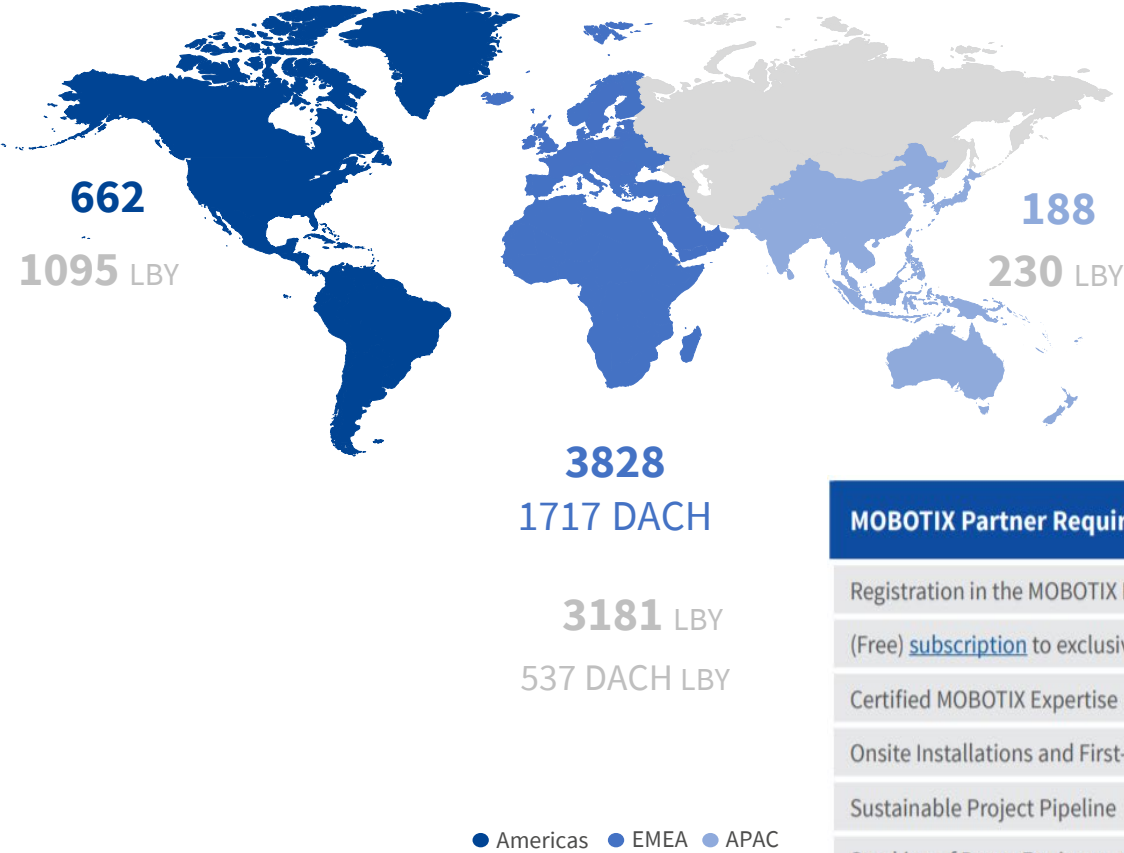 662
1095 LBY
188
230 LBY
3828
1717 DACH
3181 LBY
537 DACH LBY
Americas EMEA APAC
MOBOTIX Partner
Registration in the MOBOTIX
(Free) subscription to
Certified MOBOTIX Expertise
Onsite Installations and First-
Sustainable Project Pipeline